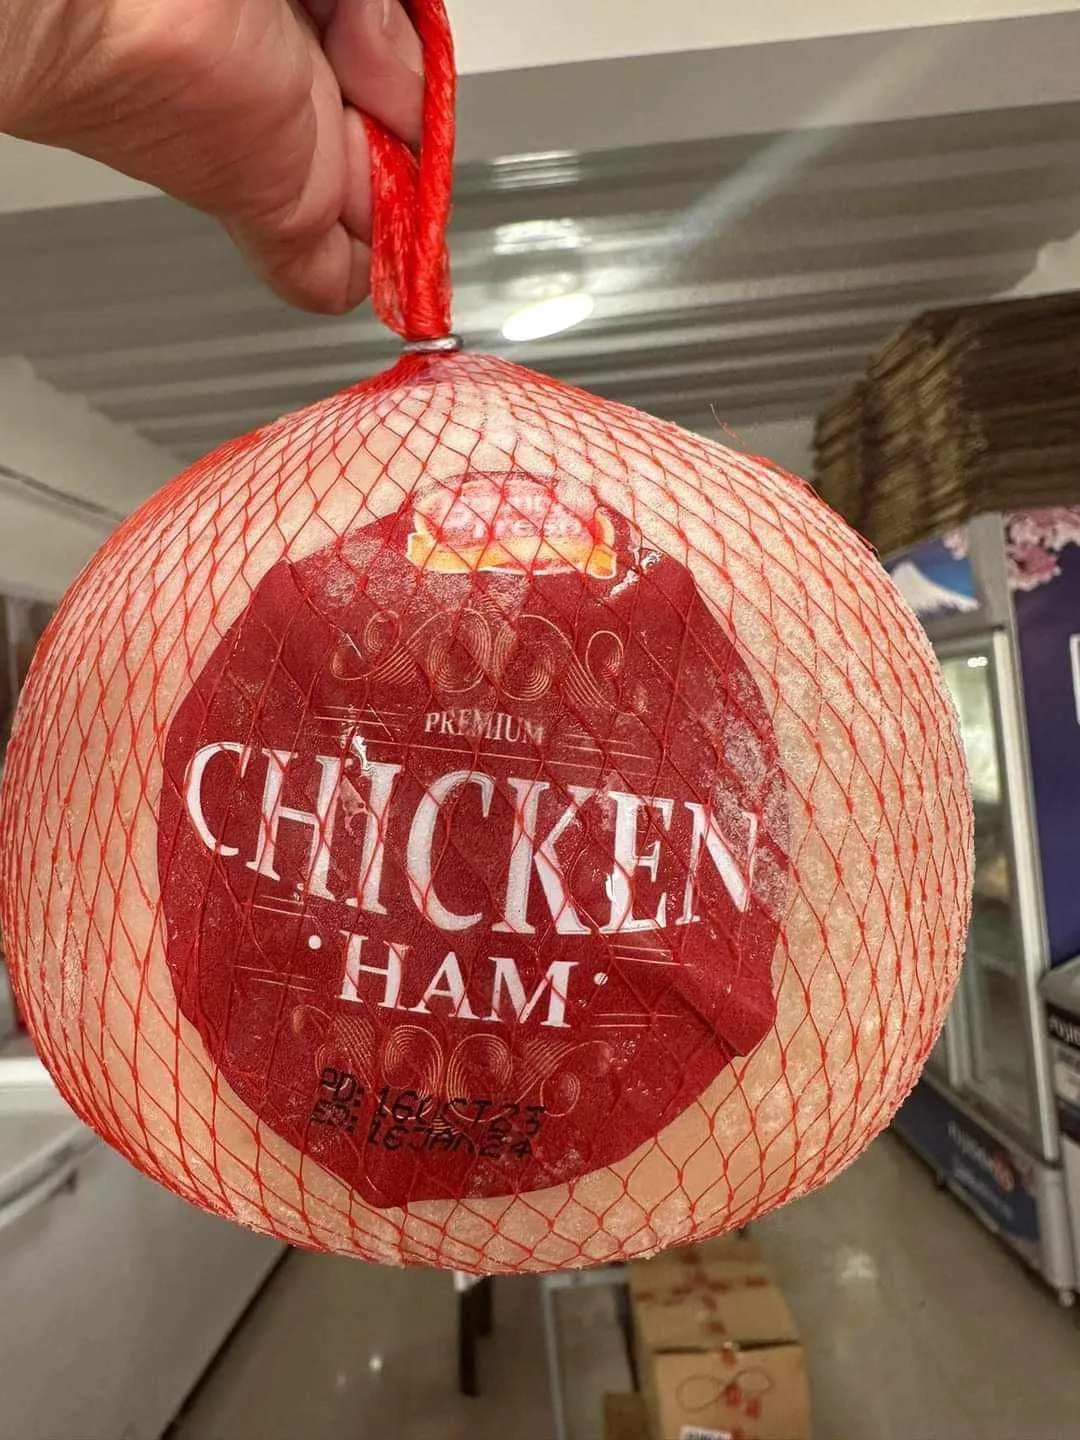 PREMIUM
CHICKEN
HAM
PD: 16OCT23
ED: 16JAN24